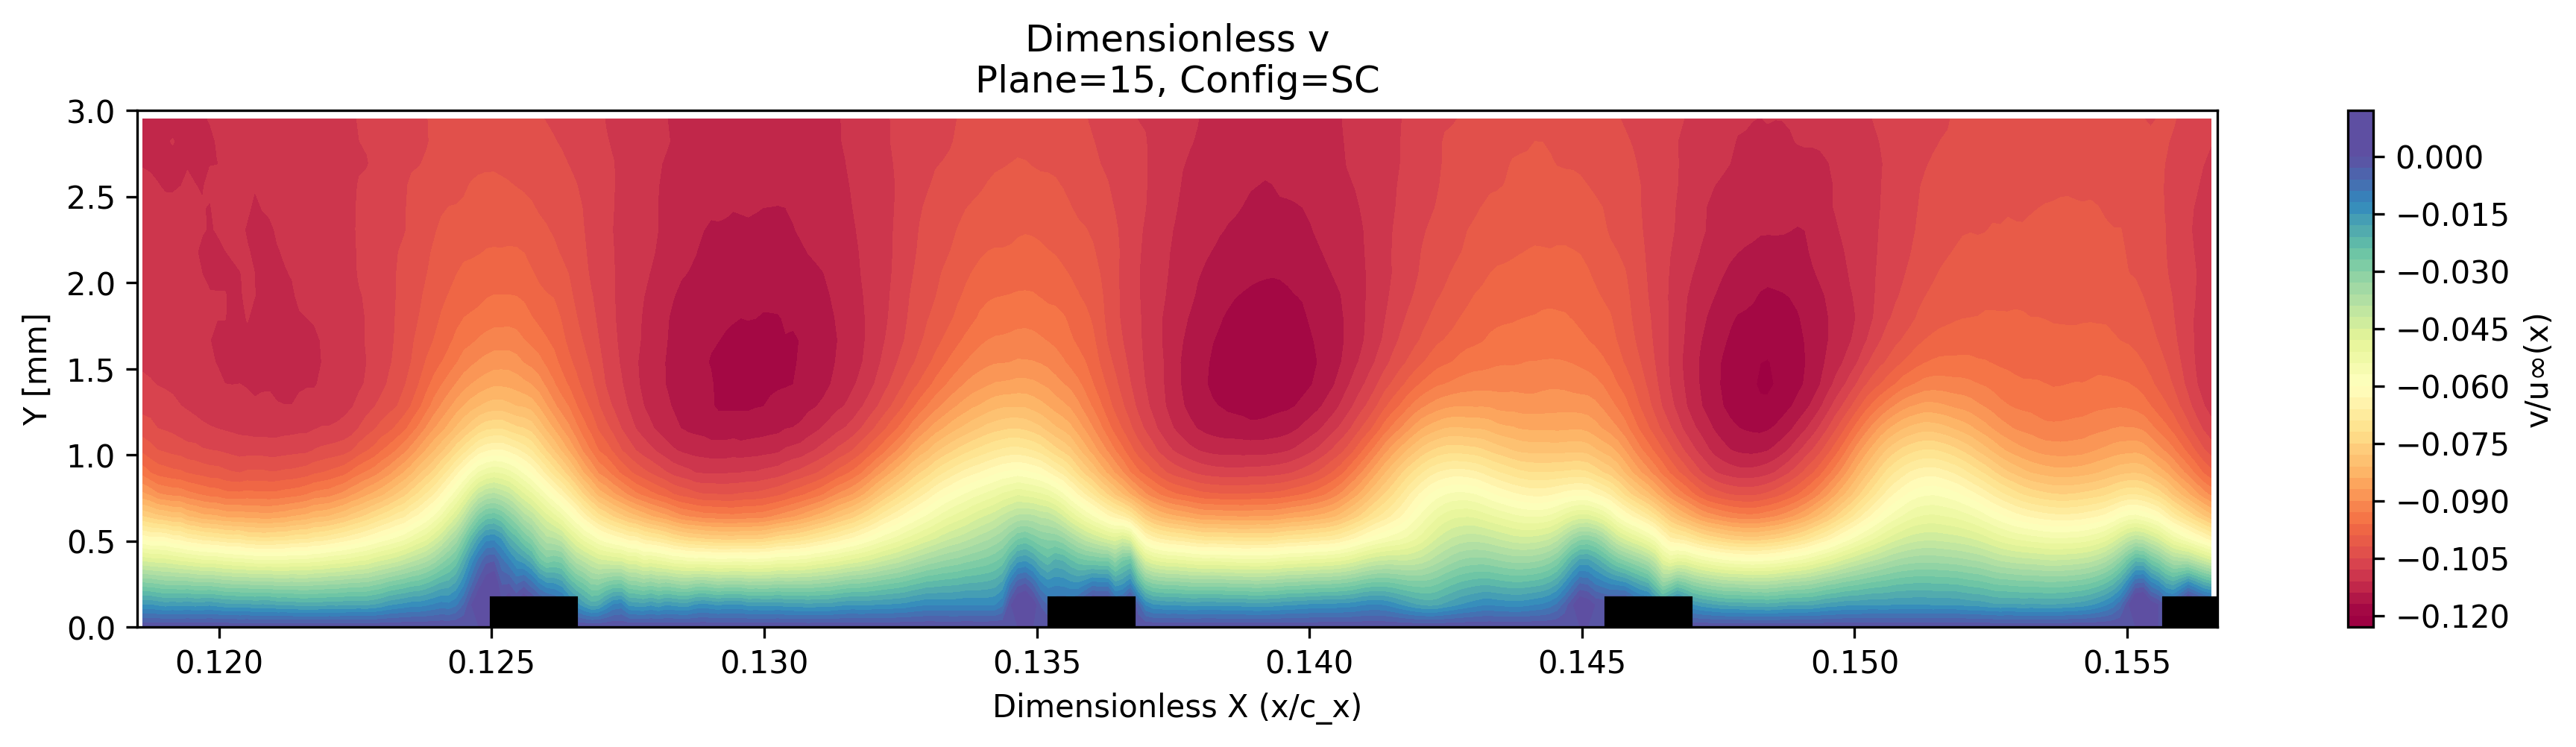 Dimensionless v
Plane=15, Config=SC
3.0
2.5
2.0
1.5
1.0
0.5
0.0
Y [mm]
0.120 0.125 0.130 0.135 0.140 0.145 0.150 0.155
Dimensionless X (x/c_x)
0.000
−0.015
−0.030
−0.045
−0.060
−0.075
−0.090
−0.105
−0.120
v/u∞(x)